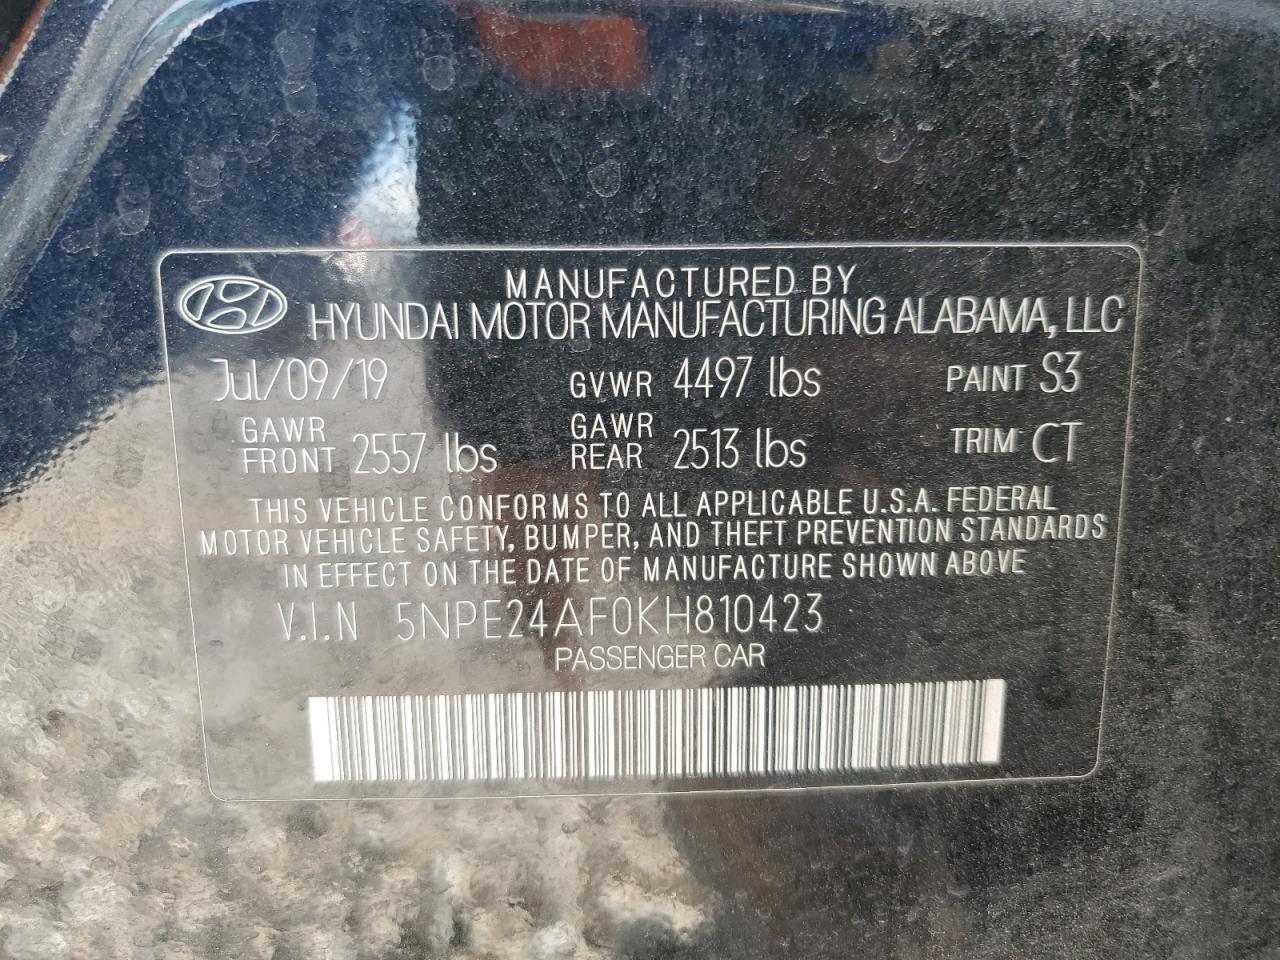 MANUFACTURED BY
HYUNDAI MOTOR MANUFACTURING ALABAMA, LLC
Jul/09/19 GVWR 4497 lbs PAINT S3
GAWR FRONT 2557 lbs GAWR REAR 2513 lbs TRIM CT
THIS VEHICLE CONFORMS TO ALL APPLICABLE U.S.A. FEDERAL
MOTOR VEHICLE SAFETY, BUMPER, AND THEFT PREVENTION STANDARDS
IN EFFECT ON THE DATE OF MANUFACTURE SHOWN ABOVE
V.I.N 5NPE24AF0KH810423
PASSENGER CAR